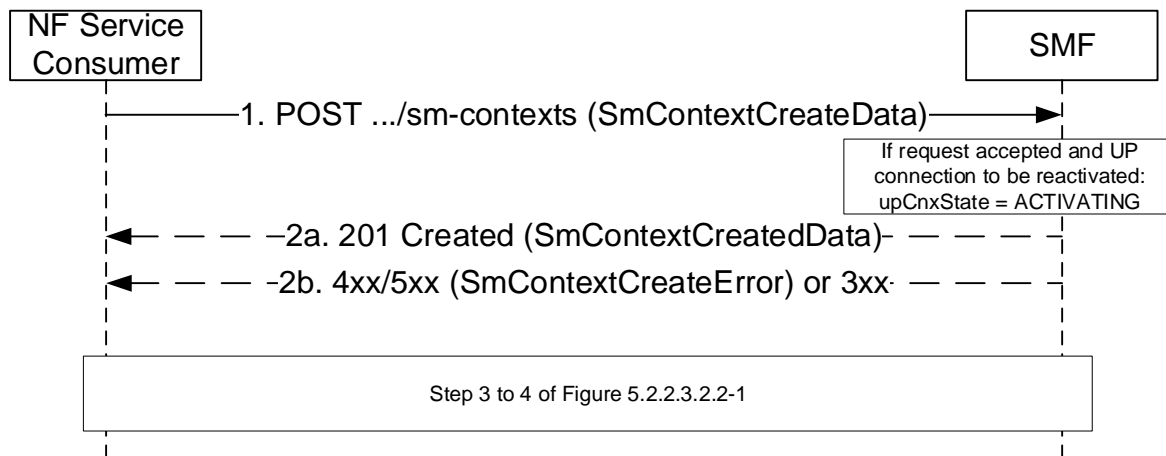 NF Service
Consumer
SMF
1. POST .../sm-contexts (SmContextCreateData)
If request accepted and UP
connection to be reactivated:
upCnxState = ACTIVATING
2a. 201 Created (SmContextCreatedData)
2b. 4xx/5xx (SmContextCreateError) or 3xx
Step 3 to 4 of Figure 5.2.2.3.2.2-1